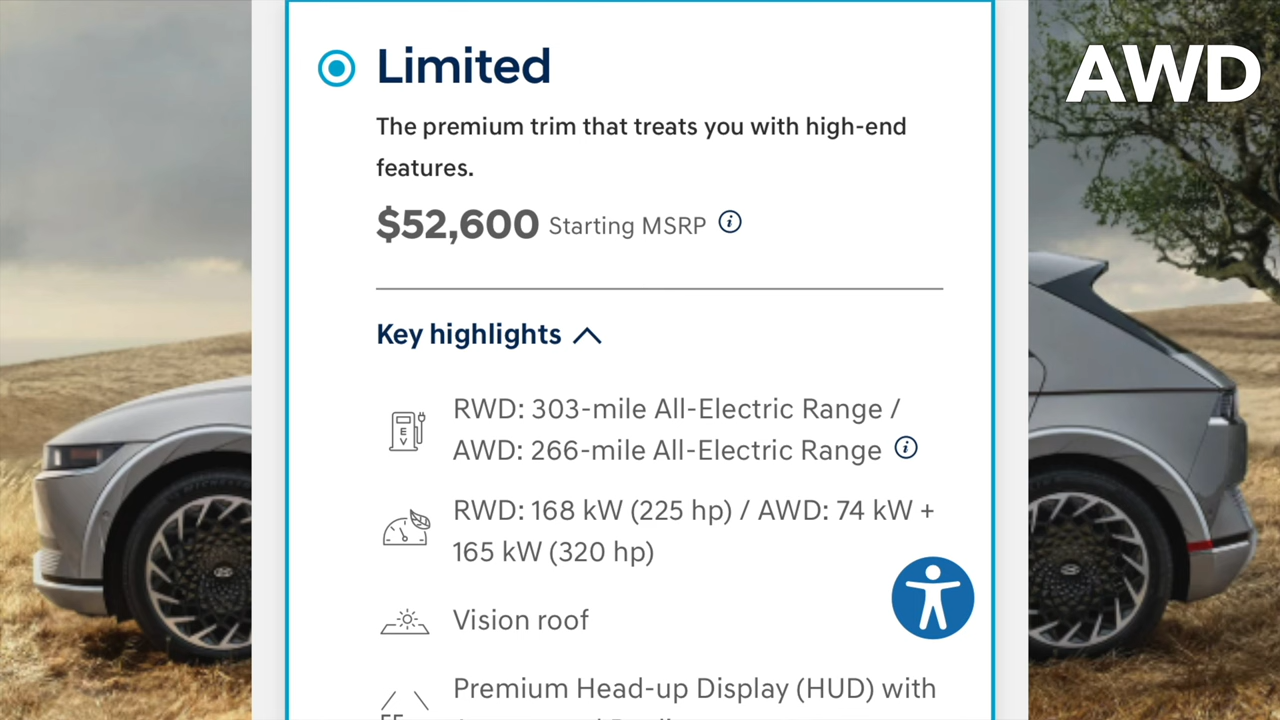 AWD
Limited
The premium trim that treats you with high-end
features.
$52,600 Starting MSRP
Key highlights
RWD: 303-mile All-Electric Range /
AWD: 266-mile All-Electric Range
RWD: 168 kW (225 hp) / AWD: 74 kW +
165 kW (320 hp)
Vision roof
Premium Head-up Display (HUD) with